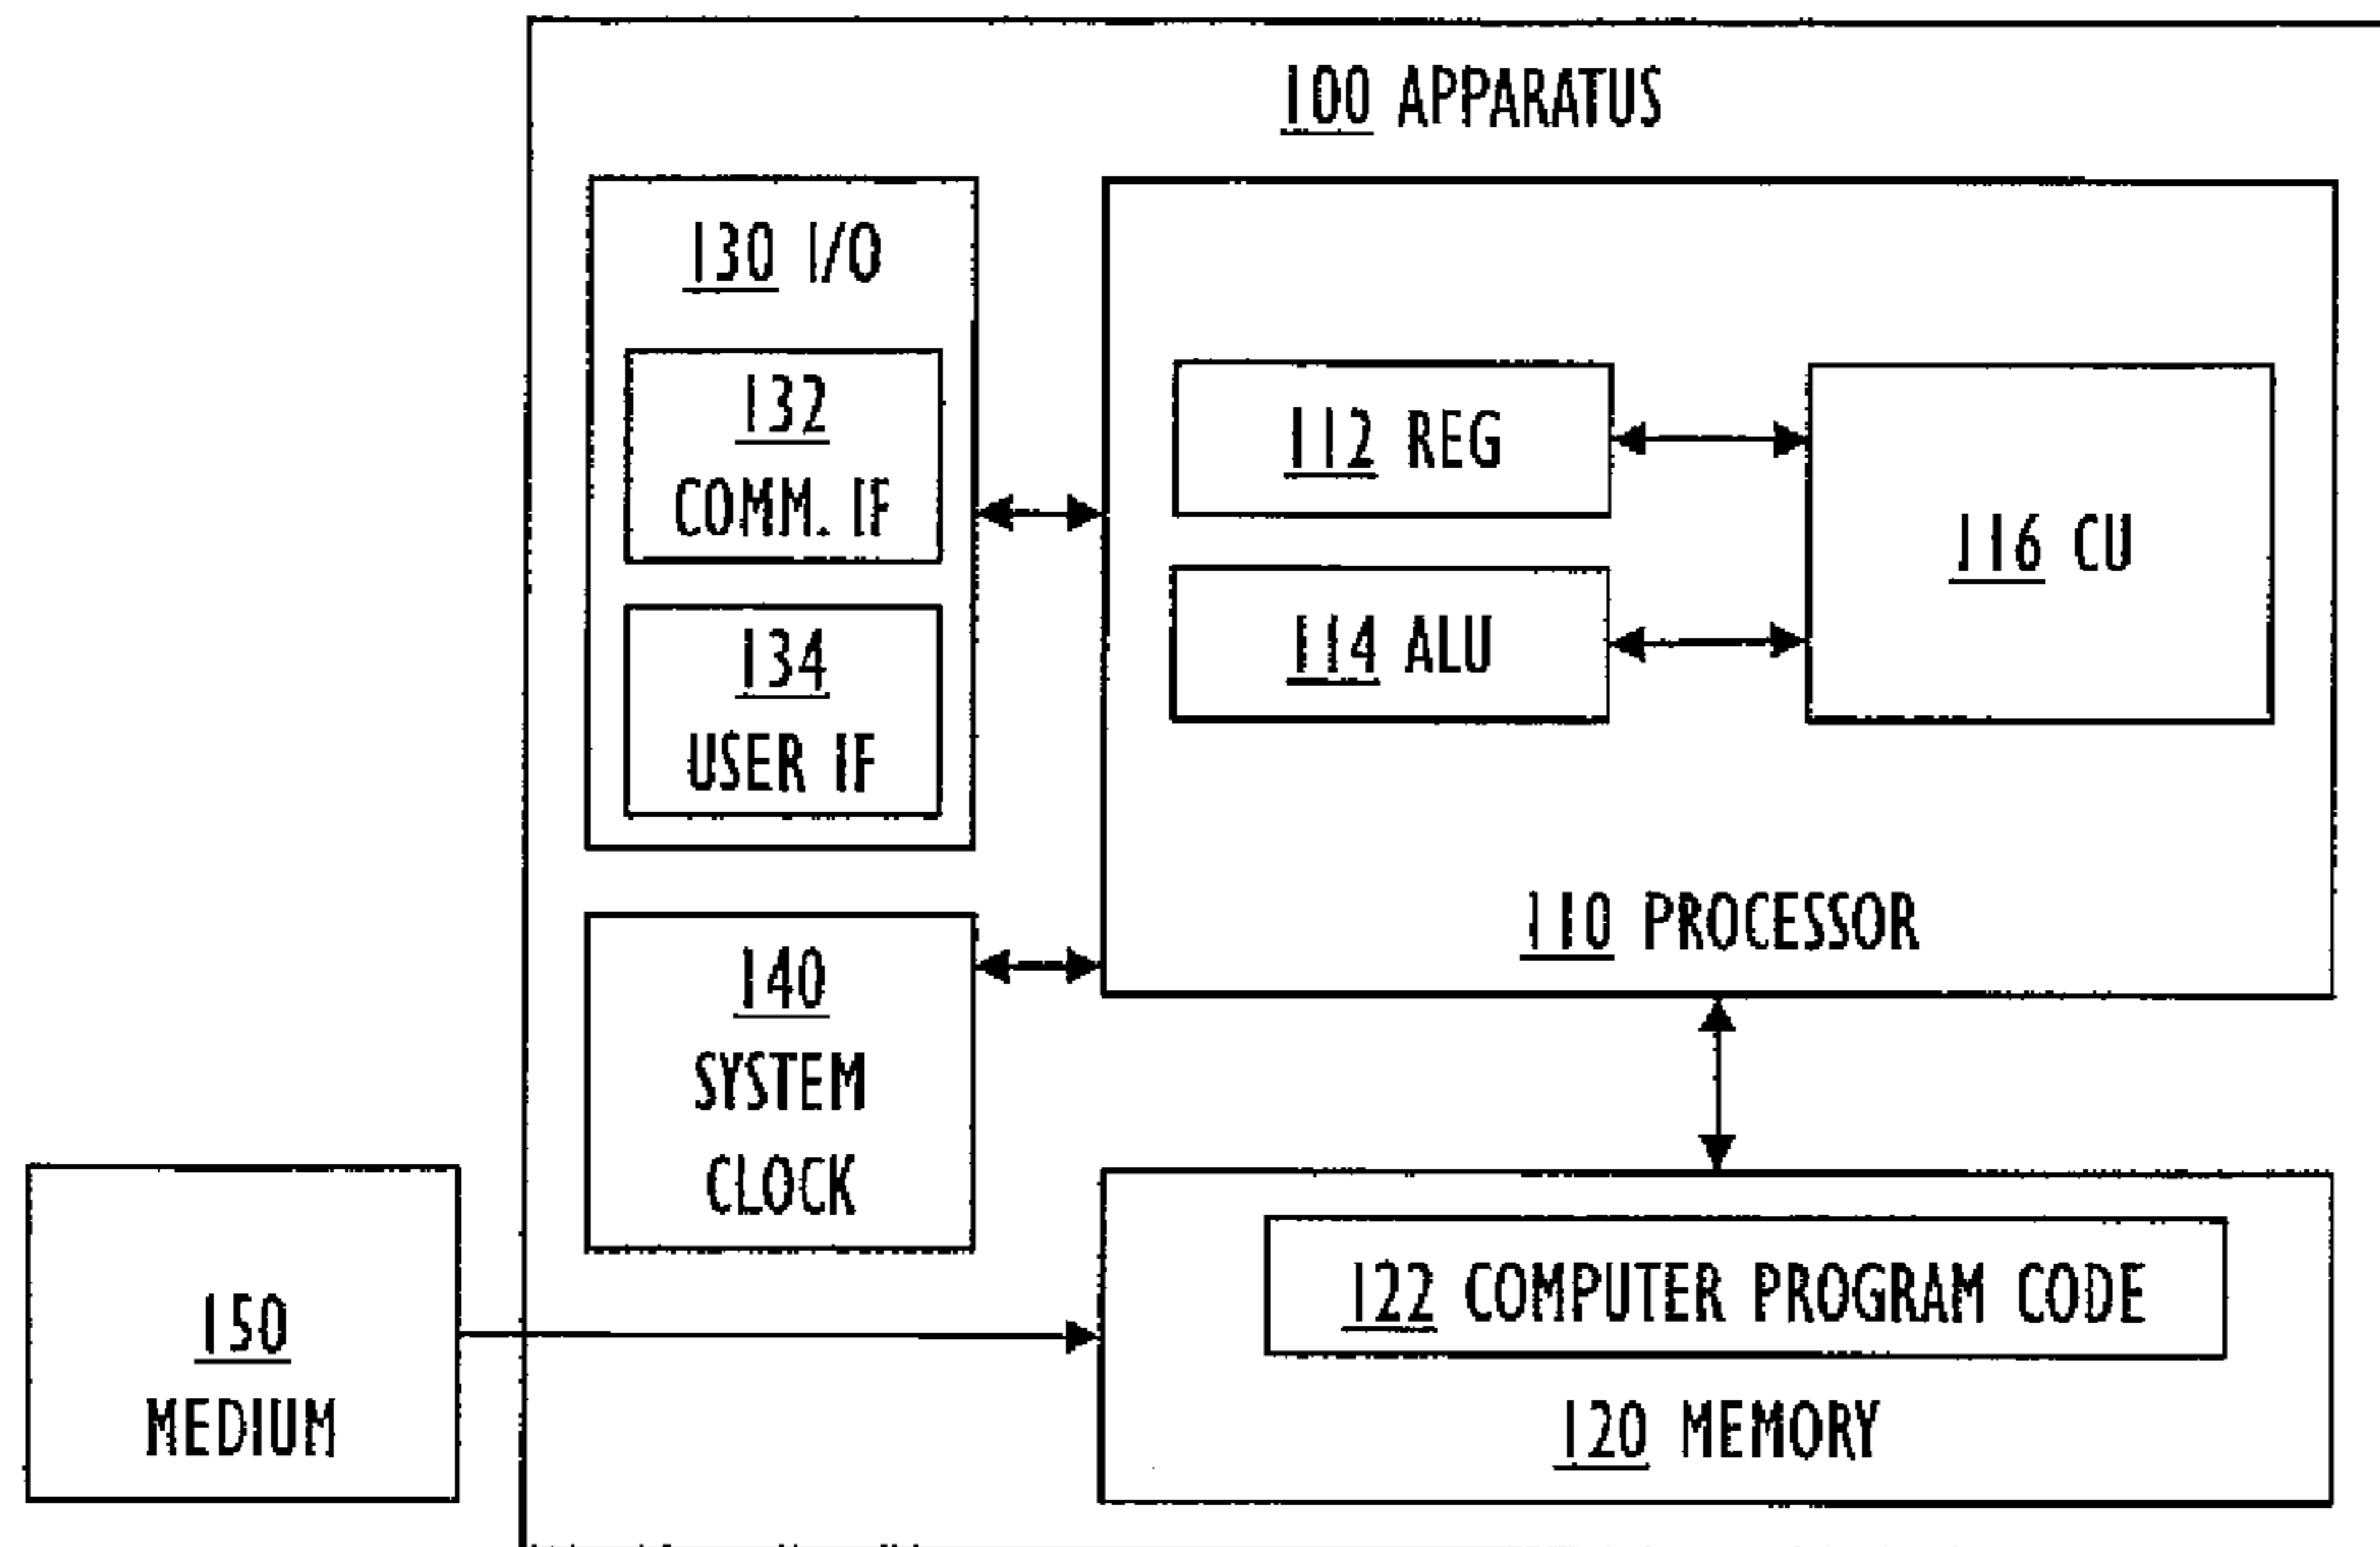 100 APPARATUS
130 I/O
132
COMM. IF
134
USER IF
112 REG
114 ALU
116 CU
110 PROCESSOR
140
SYSTEM
CLOCK
150
MEDIUM
122 COMPUTER PROGRAM CODE
120 MEMORY